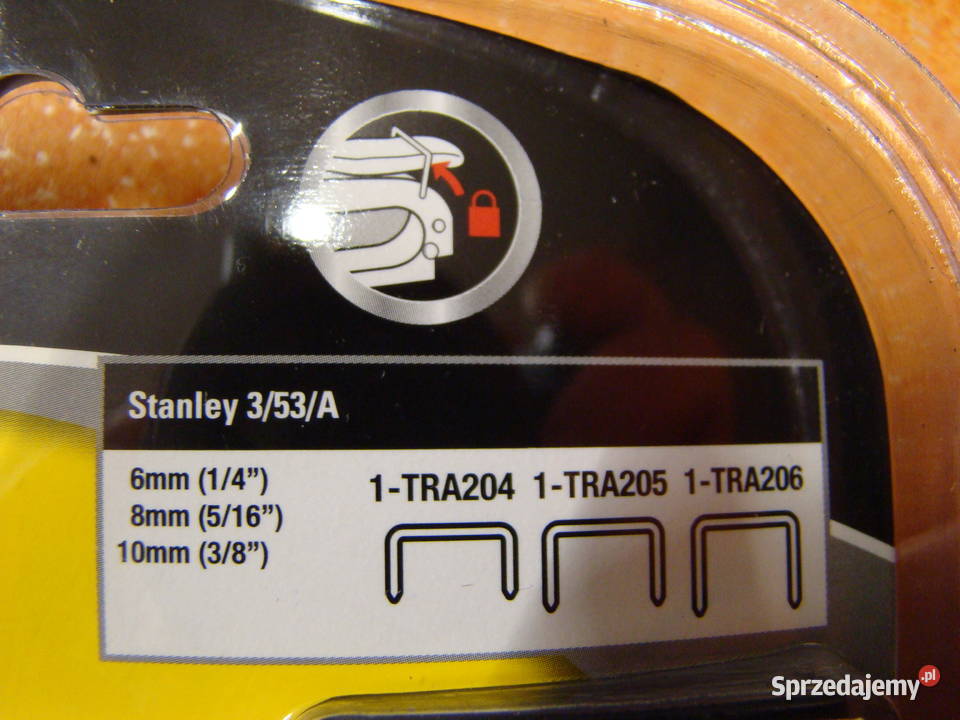 Stanley 3/53/A
6mm (1/4”)
8mm (5/16”)
10mm (3/8”)
1-TRA204 1-TRA205 1-TRA206
Sprzedajemy.pl